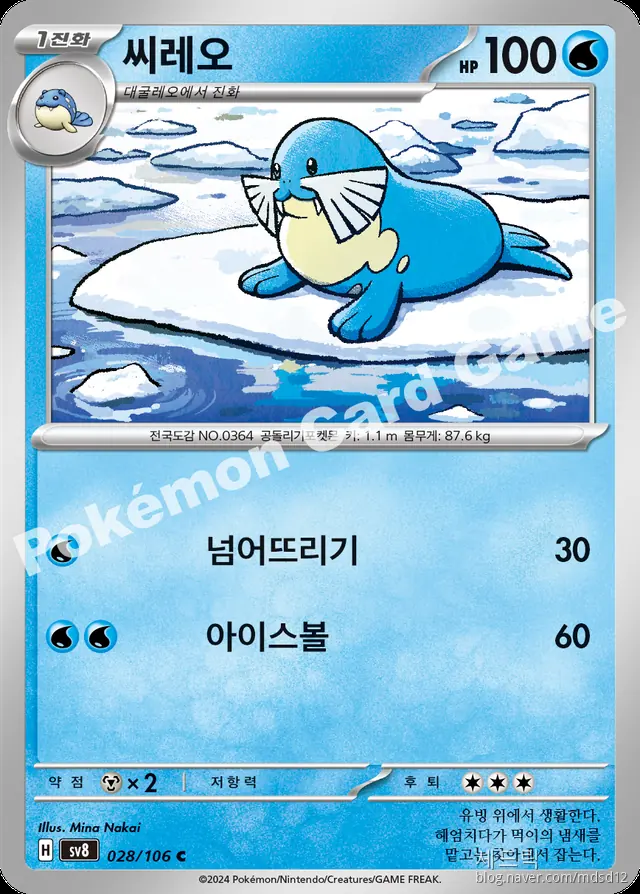 1진화
씨레오
HP 100
대굴레오에서 진화
전국도감 NO.0364 공돌리기포켓몬 키: 1.1 m 몸무게: 87.6 kg
Pokémon Card Game
넘어뜨리기 30
아이스볼 60
약점 ×2 저항력 후퇴
Illus. Mina Nakai
유빙 위에서 생활한다.
헤엄치다가 먹이의 냄새를
맡고는 찾아내서 잡는다.
H sv8 028/106 C
blog.naver.com/mdsd12
©2024 Pokémon/Nintendo/Creatures/GAME FREAK.